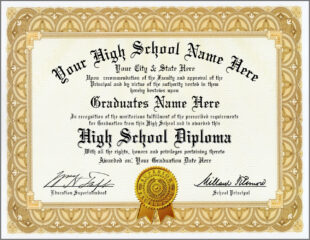 Your High School Name Here
Your City & State Here
Upon recommendation of the Faculty and approval of the
Principal and by virtue of the authority vested in them
hereby bestows upon
Graduates Name Here
In recognition of the meritorious fulfillment of the prescribed requirements
for Graduation from this High School and is awarded this
High School Diploma
With all the rights, honors and privileges pertaining thereto
Awarded on: Your Graduation Date Here
Education Superintendent
School Principal